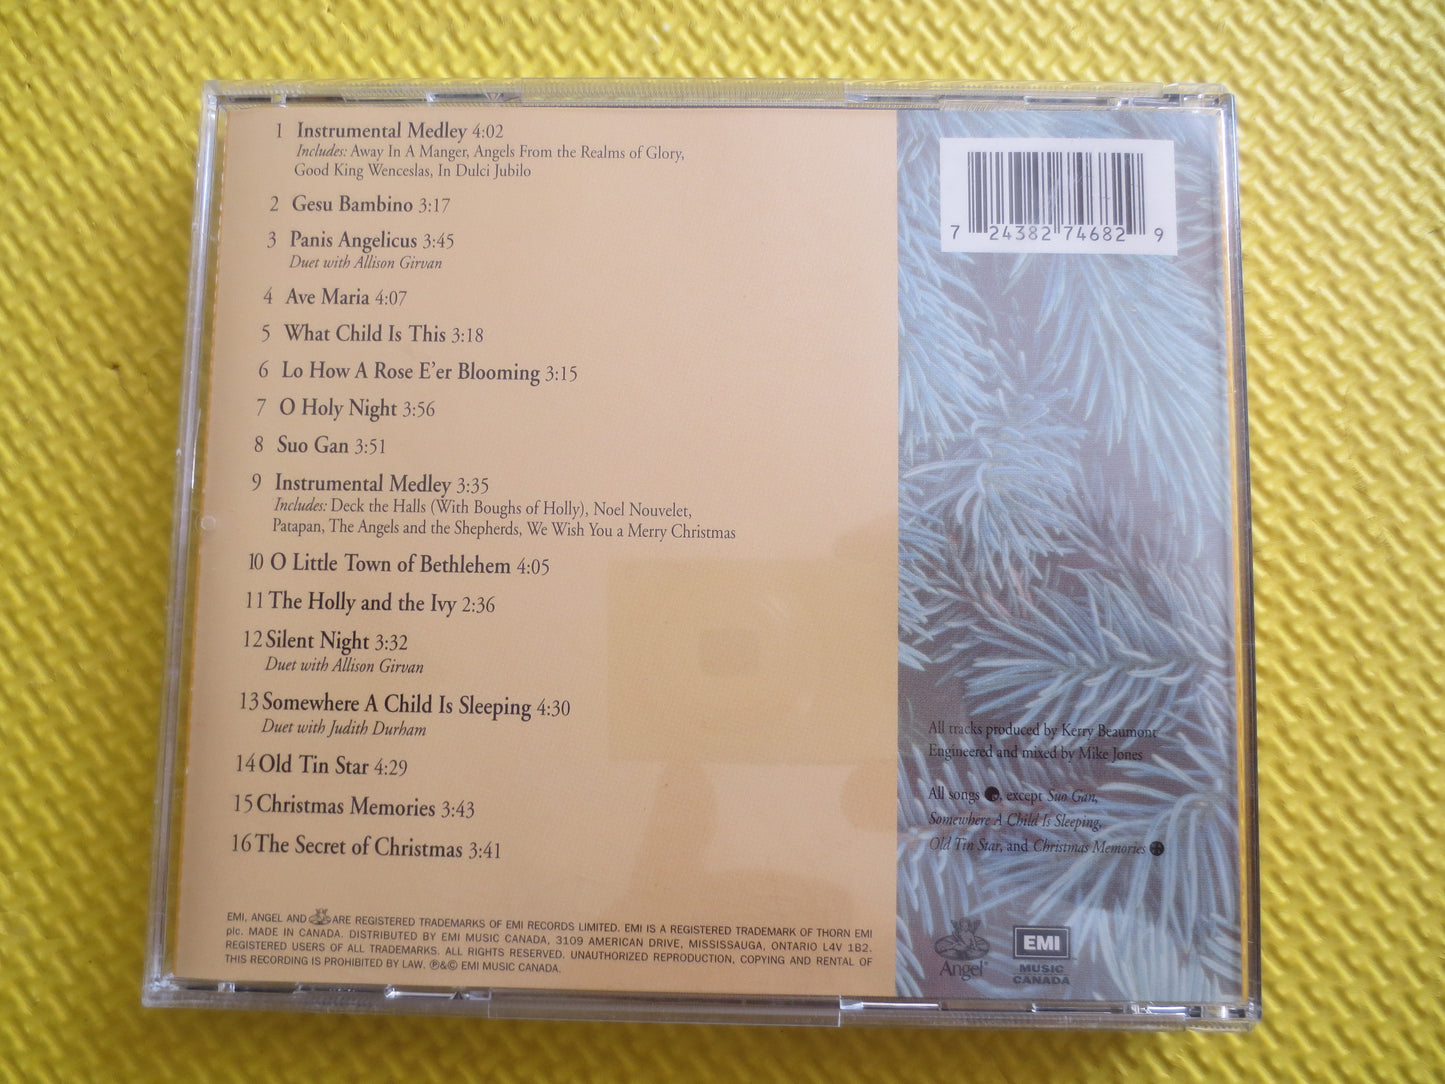 1 Instrumental Medley 4:02
Includes: Away In A Manger, Angels From the Realms of Glory,
Good King Wenceslas, In Dulci Jubilo
2 Gesu Bambino 3:17
3 Panis Angelicus 3:45
Duet with Allison Girvan
4 Ave Maria 4:07
5 What Child Is This 3:18
6 Lo How A Rose E'er Blooming 3:15
7 O Holy Night 3:56
8 Suo Gan 3:51
9 Instrumental Medley 3:35
Includes: Deck the Halls (With Boughs of Holly), Noel Nouvelet,
Patapan, The Angels and the Shepherds, We Wish You a Merry Christmas
10 O Little Town of Bethlehem 4:05
11 The Holly and the Ivy 2:36
12 Silent Night 3:32
Duet with Allison Girvan
13 Somewhere A Child Is Sleeping 4:30
Duet with Judith Durham
14 Old Tin Star 4:29
15 Christmas Memories 3:43
16 The Secret of Christmas 3:41
EMI, ANGEL AND ARE REGISTERED TRADEMARKS OF EMI RECORDS LIMITED. EMI IS A REGISTERED TRADEMARK OF THORN EMI
plc. MADE IN CANADA. DISTRIBUTED BY EMI MUSIC CANADA, 3109 AMERICAN DRIVE, MISSISSAUGA, ONTARIO L4V 1B2.
REGISTERED USERS OF ALL TRADEMARKS. ALL RIGHTS RESERVED. UNAUTHORIZED REPRODUCTION, COPYING AND RENTAL OF
THIS RECORDING IS PROHIBITED BY LAW. ℗&© EMI MUSIC CANADA.
7 24382 74682 9
All tracks produced by Kerry Beaumont
Engineered and mixed by Mike Jones
All songs , except Suo Gan,
Somewhere A Child Is Sleeping,
Old Tin Star, and Christmas Memories
Angel®
EMI
MUSIC
CANADA